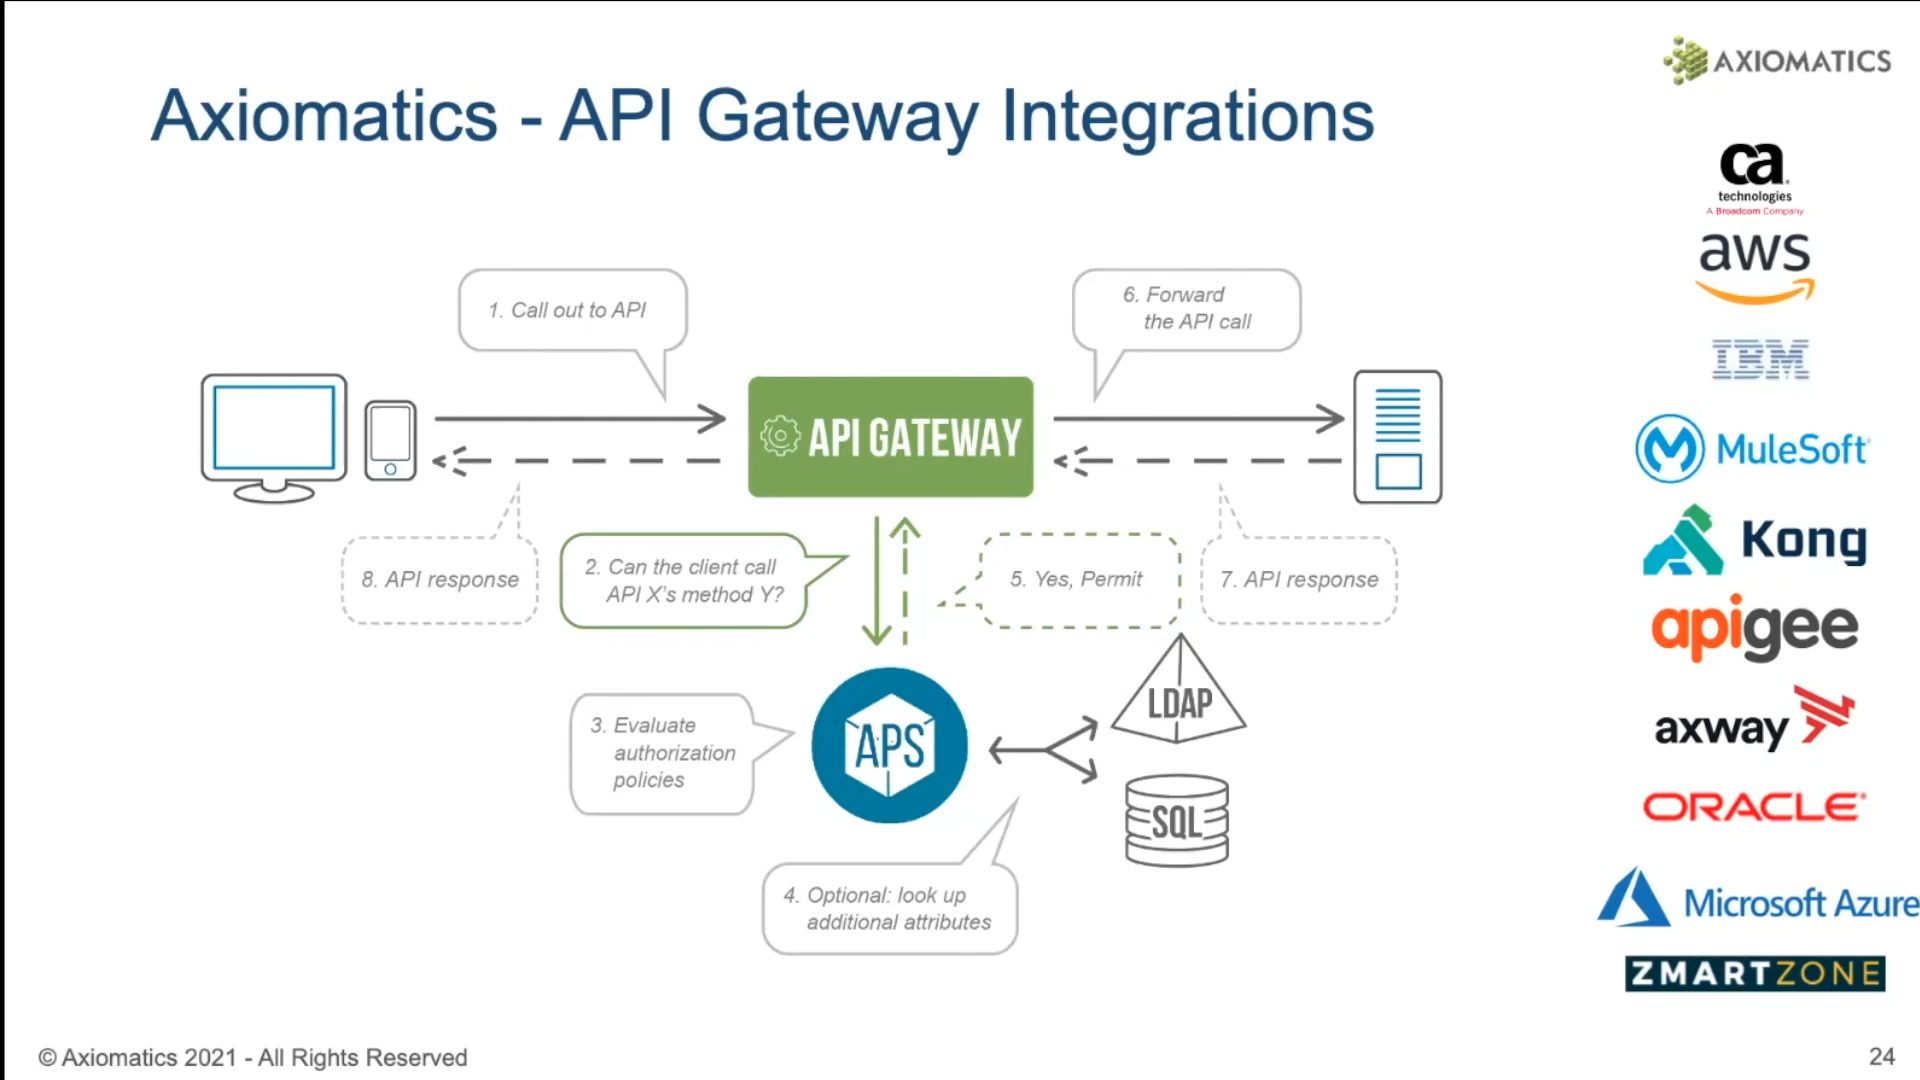 AXIOMATICS
Axiomatics - API Gateway Integrations
ca
technologies
A Broadcom Company
aws
IBM
MuleSoft
Kong
apigee
axway
ORACLE
Microsoft Azure
ZMARTZONE
1. Call out to API
6. Forward
the API call
API GATEWAY
8. API response
2. Can the client call
API X's method Y?
5. Yes, Permit
7. API response
3. Evaluate
authorization
policies
APS
LDAP
SQL
4. Optional: look up
additional attributes
© Axiomatics 2021 - All Rights Reserved
24